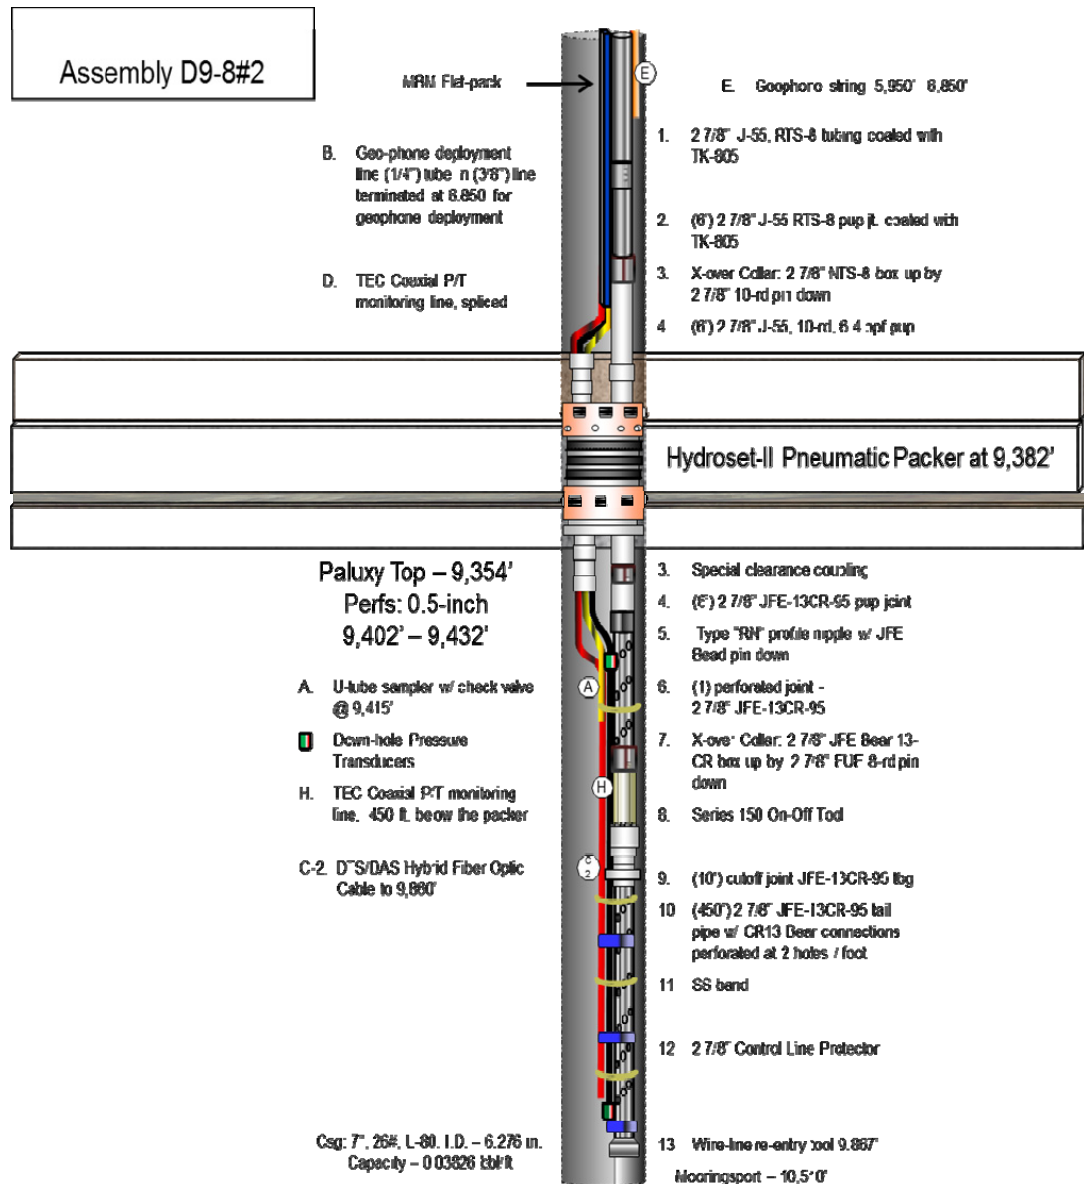 Assembly D9-8#2
MRM Flat-pack
E
E. Geophone string 5,950' 6,850'
B. Geo-phone deployment
line (1/4") tube n (3/8") line
terminated at 6.850 for
geophone deployment
D. TEC Coaxial P/T
monitoring line, spliced
1. 2 7/8" J-55, RTS-8 tubing coated with
TK-805
2. (6') 2 7/8" J-55 RTS-8 pup jt. coated with
TK-805
3. X-over Collar: 2 7/8" NTS-8 box up by
2 7/8" 10-rd pin down
4 (6') 2 7/8" J-55, 10-rd, 6 4 ppf pup
Hydroset-II Pneumatic Packer at 9,382'
Paluxy Top – 9,354'
Perfs: 0.5-inch
9,402' – 9,432'
A. U-tube sampler w/ check valve
@ 9,415'
Down-hole Pressure
Transducers
H. TEC Coaxial P/T monitoring
line, 450 ft. below the packer
C-2. DTS/DAS Hybrid Fiber Optic
Cable to 9,860'
A
H
C
2
3. Special clearance coupling
4. (6') 2 7/8" JFE-13CR-95 pup joint
5. Type "RN" profile nipple w/ JFE
Bead pin down
6. (1) perforated joint -
2 7/8" JFE-13CR-95
7. X-over Collar: 2 7/8" JFE Bear 13-
CR box up by 2 7/8" EUE 8-rd pin
down
8. Series 150 On-Off Tool
9. (10') cutoff joint JFE-13CR-95 tbg
10 (450') 2 7/8" JFE-13CR-95 tail
pipe w/ CR13 Bear connections
perforated at 2 holes / foot
11 SS band
12 2 7/8" Control Line Protector
13 Wire-line re-entry tool 9.867'
Mooringsport –
Csg: 7", 26#, L-80. I.D. – 6.276 in.
Capacity – 0.03826 bbl/ft